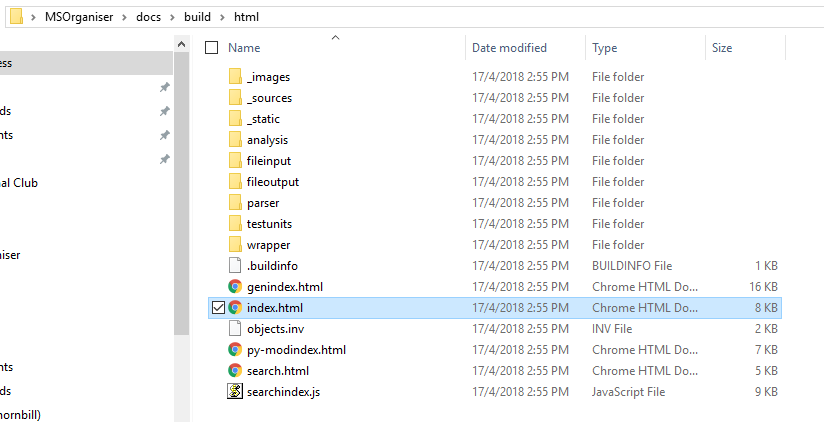 MSOrganiser > docs > build > html
Name Date modified Type Size
ess
_images 17/4/2018 2:55 PM File folder
_sources 17/4/2018 2:55 PM File folder
ds
_static 17/4/2018 2:55 PM File folder
nts
analysis 17/4/2018 2:55 PM File folder
fileinput 17/4/2018 2:55 PM File folder
al Club
fileoutput 17/4/2018 2:55 PM File folder
parser 17/4/2018 2:55 PM File folder
testunits 17/4/2018 2:55 PM File folder
wrapper 17/4/2018 2:55 PM File folder
iser
.buildinfo 17/4/2018 2:55 PM BUILDINFO File 1 KB
genindex.html 17/4/2018 2:55 PM Chrome HTML Do... 16 KB
index.html 17/4/2018 2:55 PM Chrome HTML Do... 8 KB
objects.inv 17/4/2018 2:55 PM INV File 2 KB
py-modindex.html 17/4/2018 2:55 PM Chrome HTML Do... 7 KB
nts
search.html 17/4/2018 2:55 PM Chrome HTML Do... 5 KB
ds
searchindex.js 17/4/2018 2:55 PM JavaScript File 9 KB
ornbill)